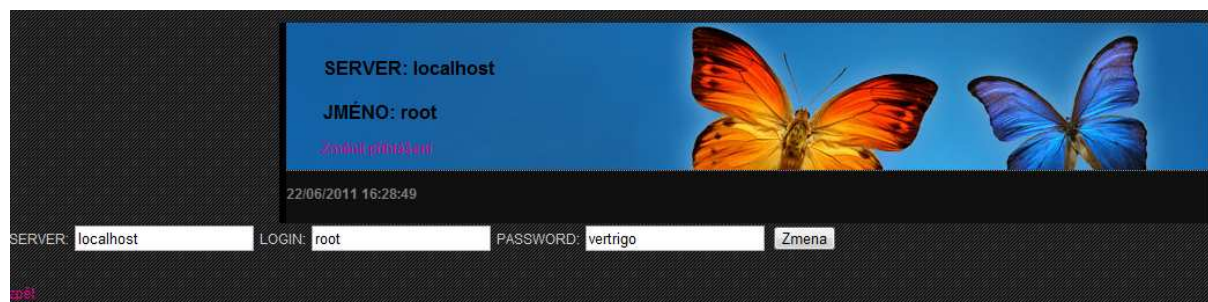 SERVER: localhost
JMÉNO: root
Změnit přihlášení
22/06/2011 16:28:49
SERVER: localhost LOGIN: root PASSWORD: vertrigo Zmena
zpět